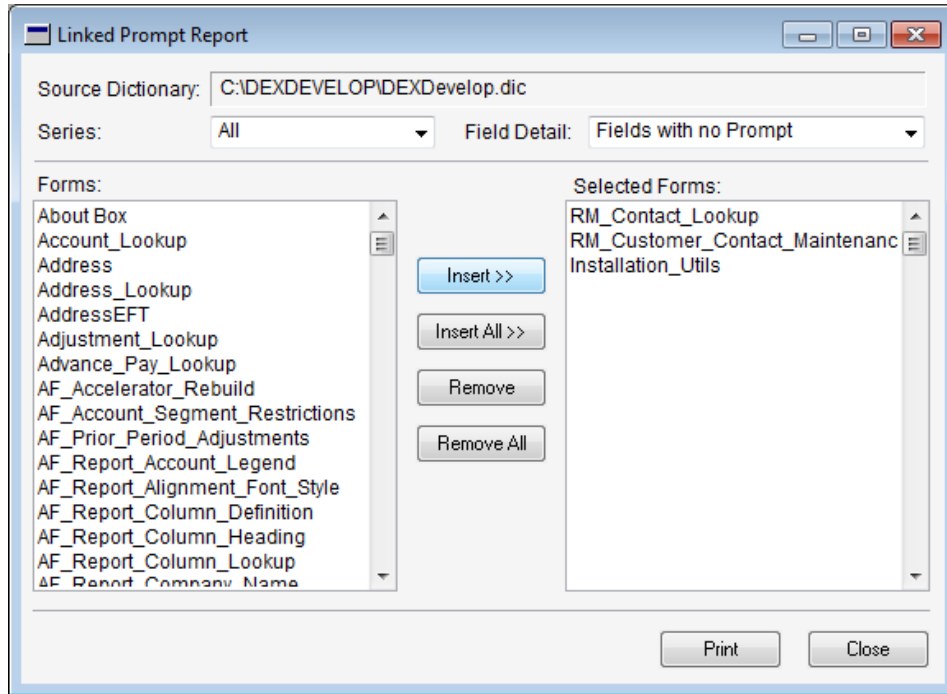 Linked Prompt Report
Source Dictionary: C:\DEXDEVELOP\DEXDevelop.dic
Series: All Field Detail: Fields with no Prompt
Forms:
About Box
Account_Lookup
Address
Address_Lookup
AddressEFT
Adjustment_Lookup
Advance_Pay_Lookup
AF_Accelerator_Rebuild
AF_Account_Segment_Restrictions
AF_Prior_Period_Adjustments
AF_Report_Account_Legend
AF_Report_Alignment_Font_Style
AF_Report_Column_Definition
AF_Report_Column_Heading
AF_Report_Column_Lookup
AF_Report_Company_Name
Insert >>
Insert All >>
Remove
Remove All
Selected Forms:
RM_Contact_Lookup
RM_Customer_Contact_Maintenanc
Installation_Utils
Print Close